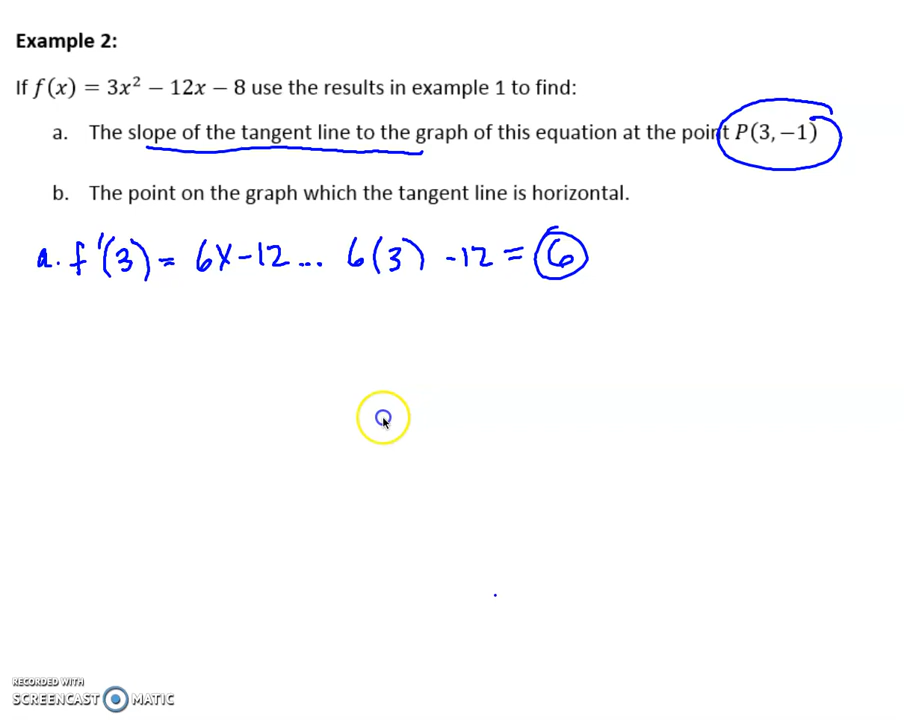 Example 2:
If f(x) = 3x² − 12x − 8 use the results in example 1 to find:
a. The slope of the tangent line to the graph of this equation at the point P(3, −1)
b. The point on the graph which the tangent line is horizontal.
a. f'(3) = 6x-12 ... 6(3) -12 = 6
RECORDED WITH
SCREENCAST MATIC